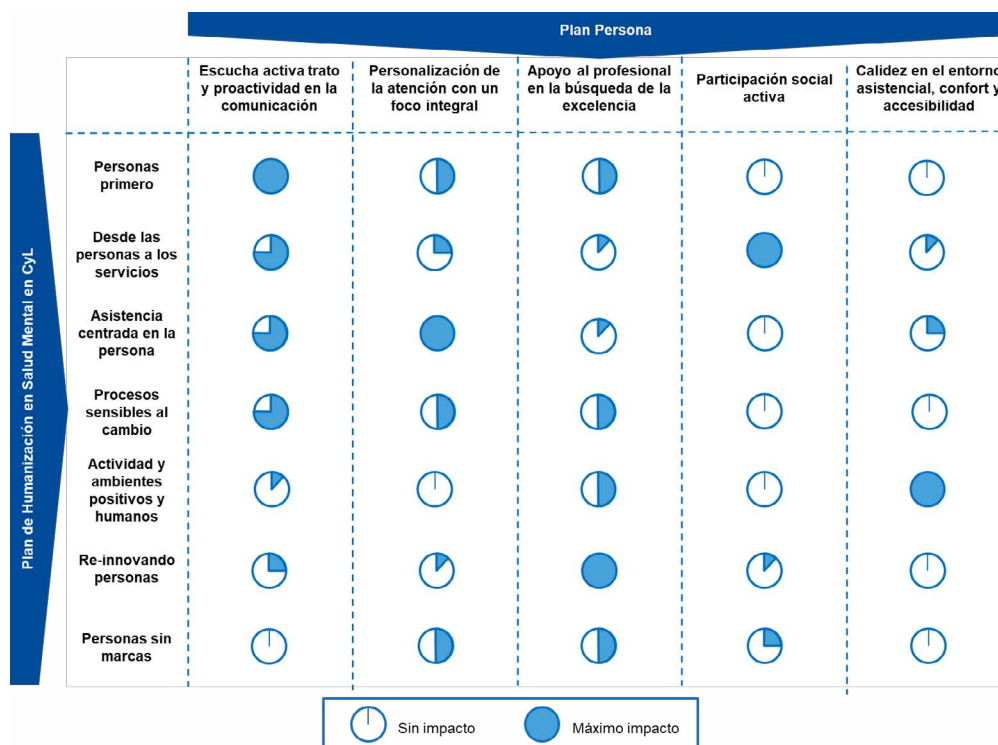 Plan Persona
Escucha activa trato
y proactividad en la
comunicación
Personalización de
la atención con un
foco integral
Apoyo al profesional
en la búsqueda de la
excelencia
Participación social
activa
Calidez en el entorno
asistencial, confort y
accesibilidad
Plan de Humanización en Salud Mental en CyL
Personas
primero
Desde las
personas a los
servicios
Asistencia
centrada en la
persona
Procesos
sensibles al
cambio
Actividad y
ambientes
positivos y
humanos
Re-innovando
personas
Personas sin
marcas
Sin impacto
Máximo impacto